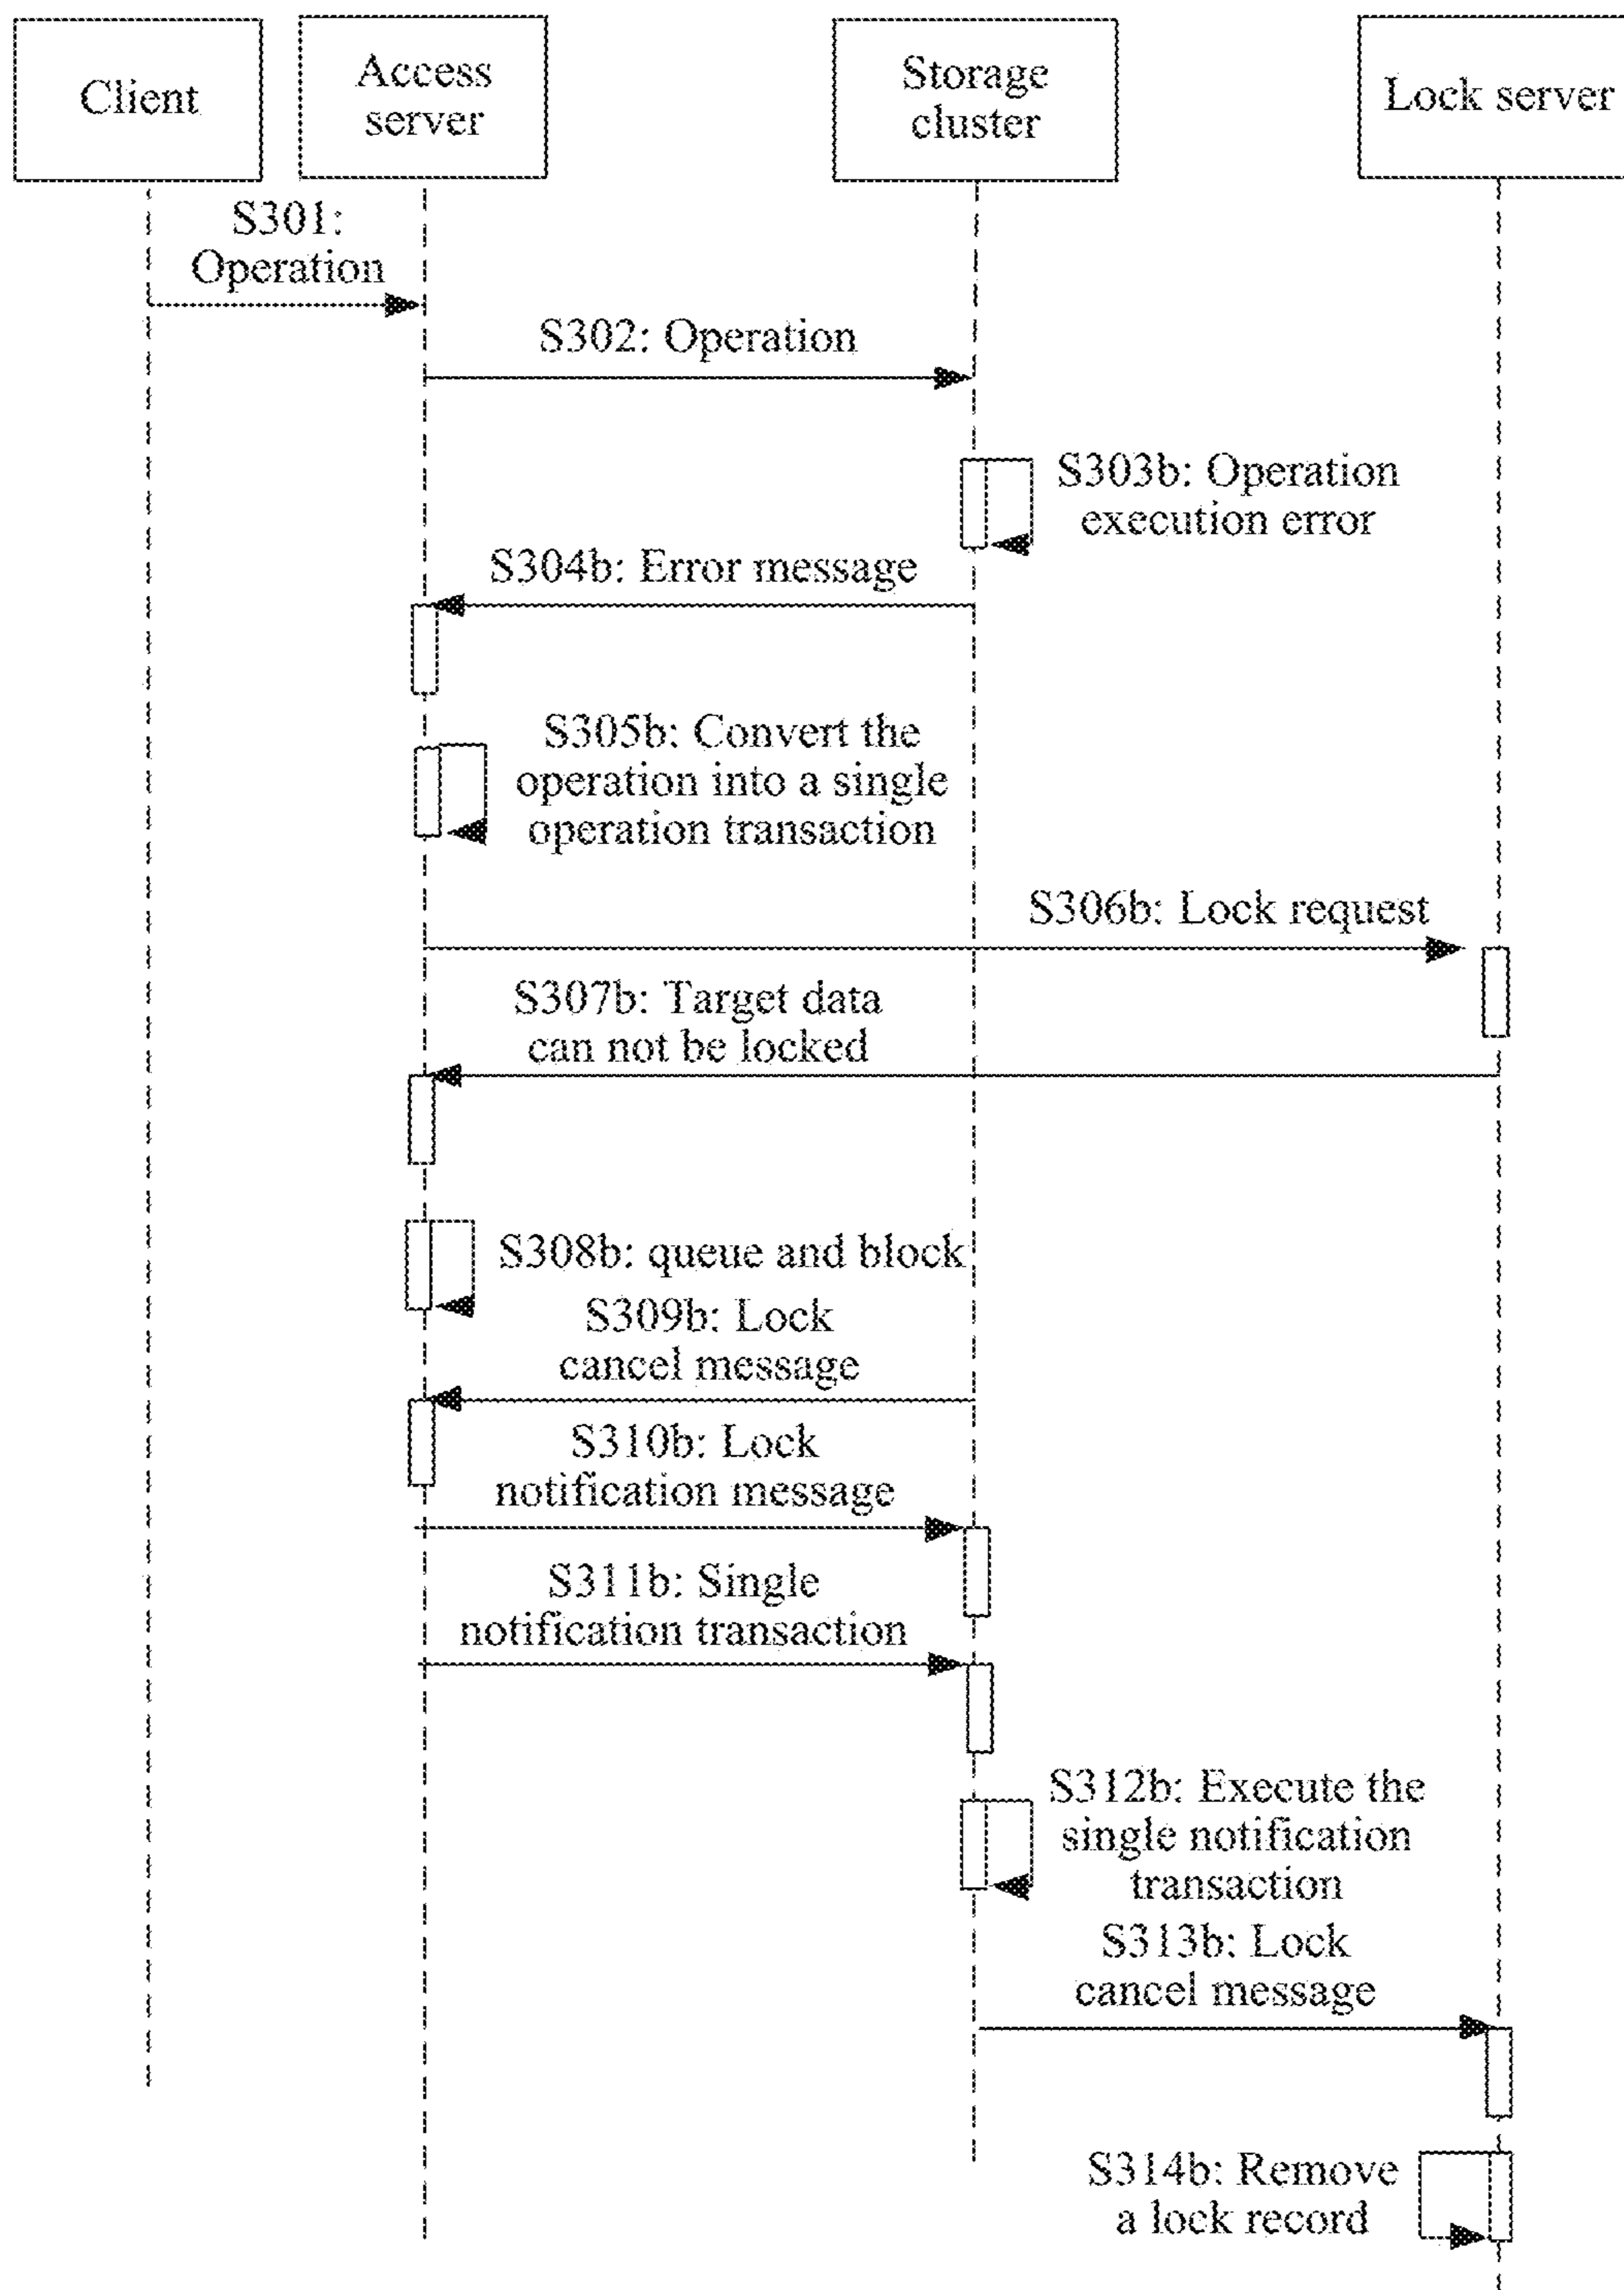 Client
Access
server
Storage
cluster
Lock server
S301:
Operation
S302: Operation
S303b: Operation
execution error
S304b: Error message
S305b: Convert the
operation into a single
operation transaction
S306b: Lock request
S307b: Target data
can not be locked
S308b: queue and block
S309b: Lock
cancel message
S310b: Lock
notification message
S311b: Single
notification transaction
S312b: Execute the
single notification
transaction
S313b: Lock
cancel message
S314b: Remove
a lock record